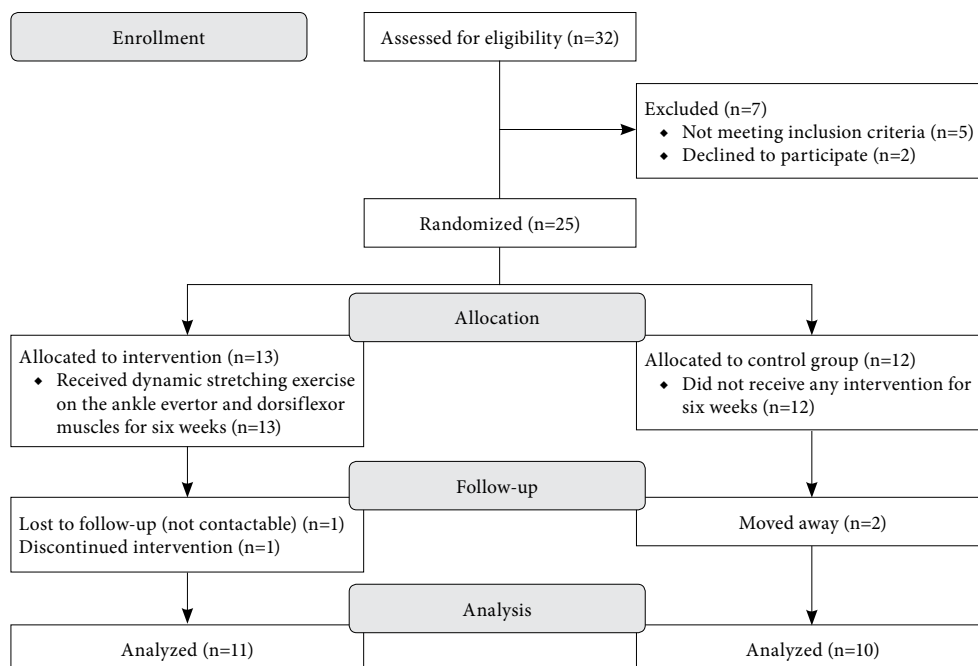 Enrollment
Assessed for eligibility (n=32)
Excluded (n=7)
◆ Not meeting inclusion criteria (n=5)
◆ Declined to participate (n=2)
Randomized (n=25)
Allocation
Allocated to intervention (n=13)
◆ Received dynamic stretching exercise
on the ankle evertor and dorsiflexor
muscles for six weeks (n=13)
Allocated to control group (n=12)
◆ Did not receive any intervention for
six weeks (n=12)
Follow-up
Lost to follow-up (not contactable) (n=1)
Discontinued intervention (n=1)
Moved away (n=2)
Analysis
Analyzed (n=11)
Analyzed (n=10)